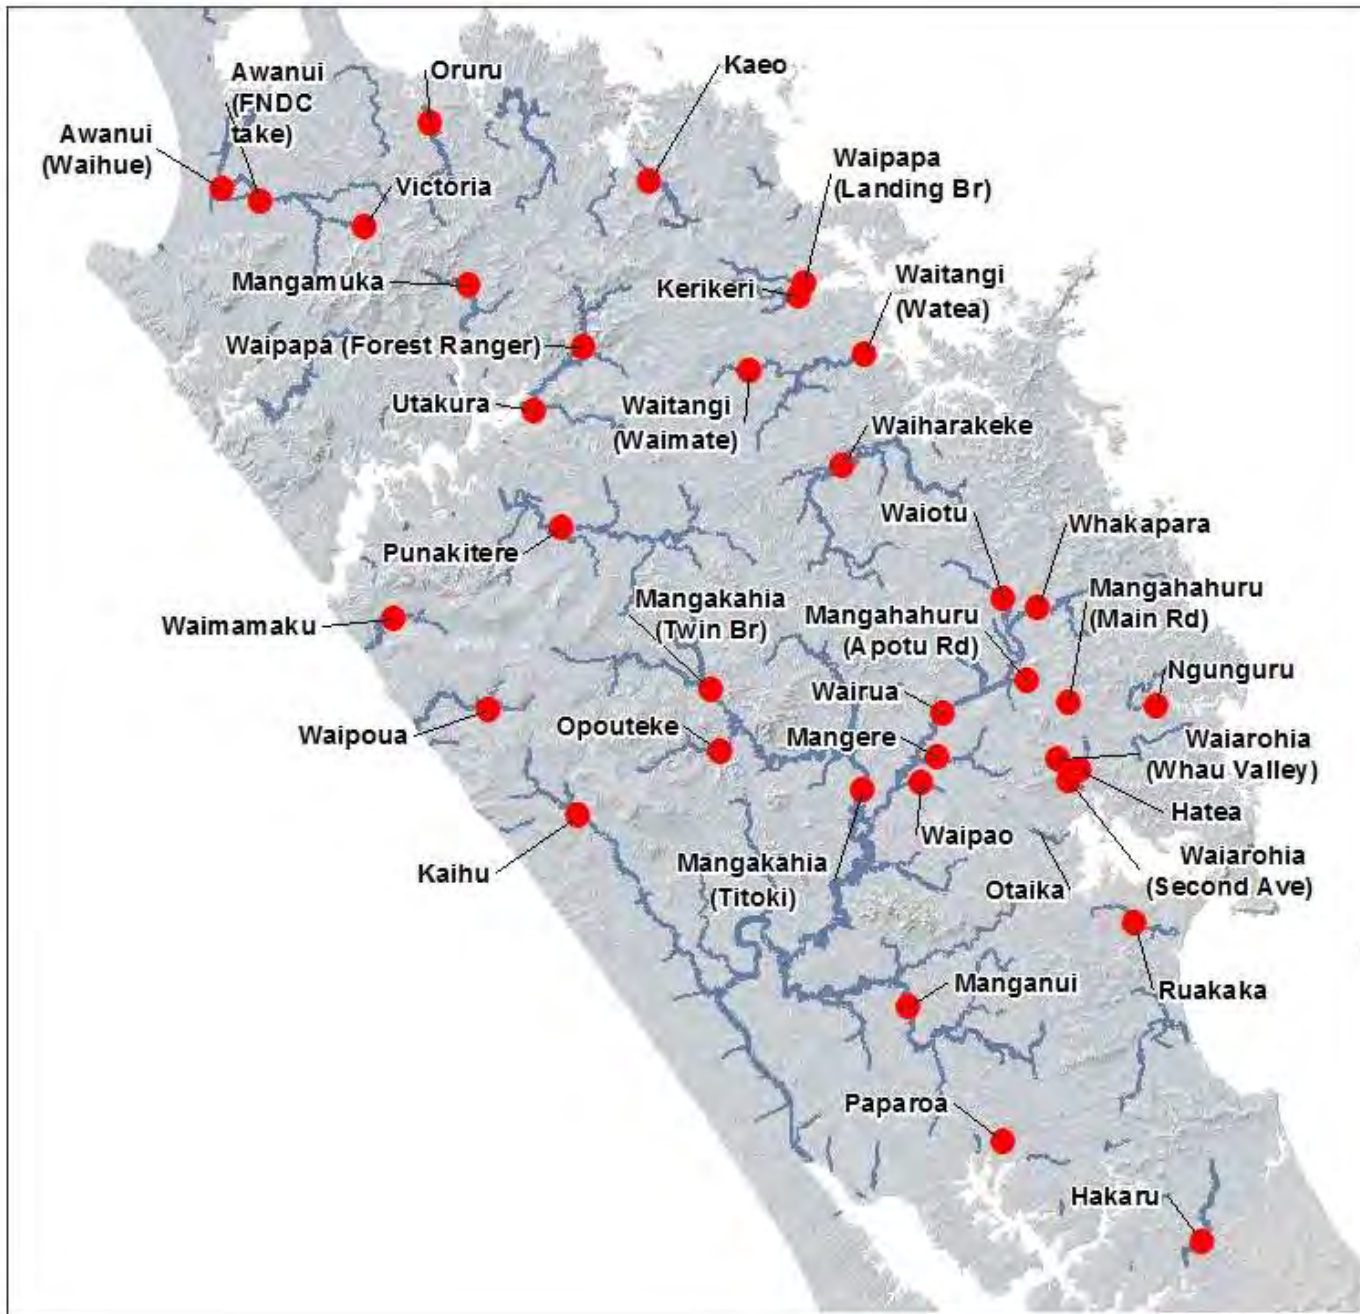 Oruru
Kaeo
Awanui
(FNDC
take)
Awanui
(Waihue)
Victoria
Waipapa
(Landing Br)
Mangamuka
Kerikeri
Waitangi
(Watea)
Waipapa (Forest Ranger)
Utakura
Waitangi
(Waimate)
Waiharakeke
Punakitere
Waiotu
Whakapara
Waimamaku
Mangakahia
(Twin Br)
Mangahahuru
(Apotu Rd)
Mangahahuru
(Main Rd)
Ngunguru
Waipoua
Opouteke
Wairua
Mangere
Waiarohia
(Whau Valley)
Hatea
Kaihu
Mangakahia
(Titoki)
Waipao
Otaika
Waiarohia
(Second Ave)
Manganui
Ruakaka
Paparoa
Hakaru